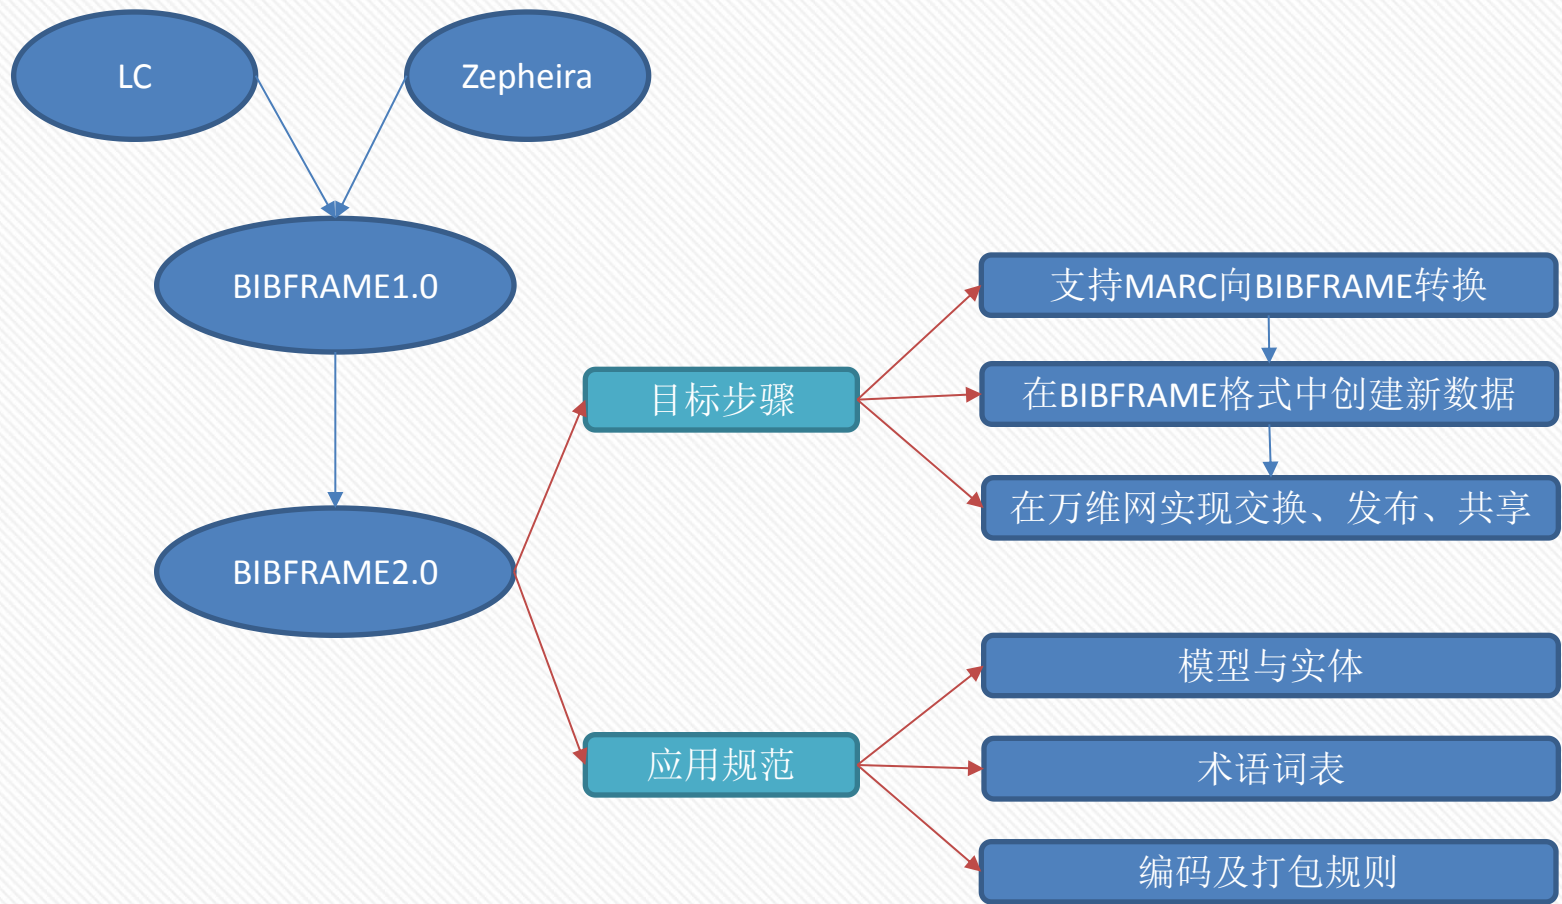 LC
Zepheira
BIBFRAME1.0
BIBFRAME2.0
目标步骤
支持MARC向BIBFRAME转换
在BIBFRAME格式中创建新数据
在万维网实现交换、发布、共享
应用规范
模型与实体
术语词表
编码及打包规则